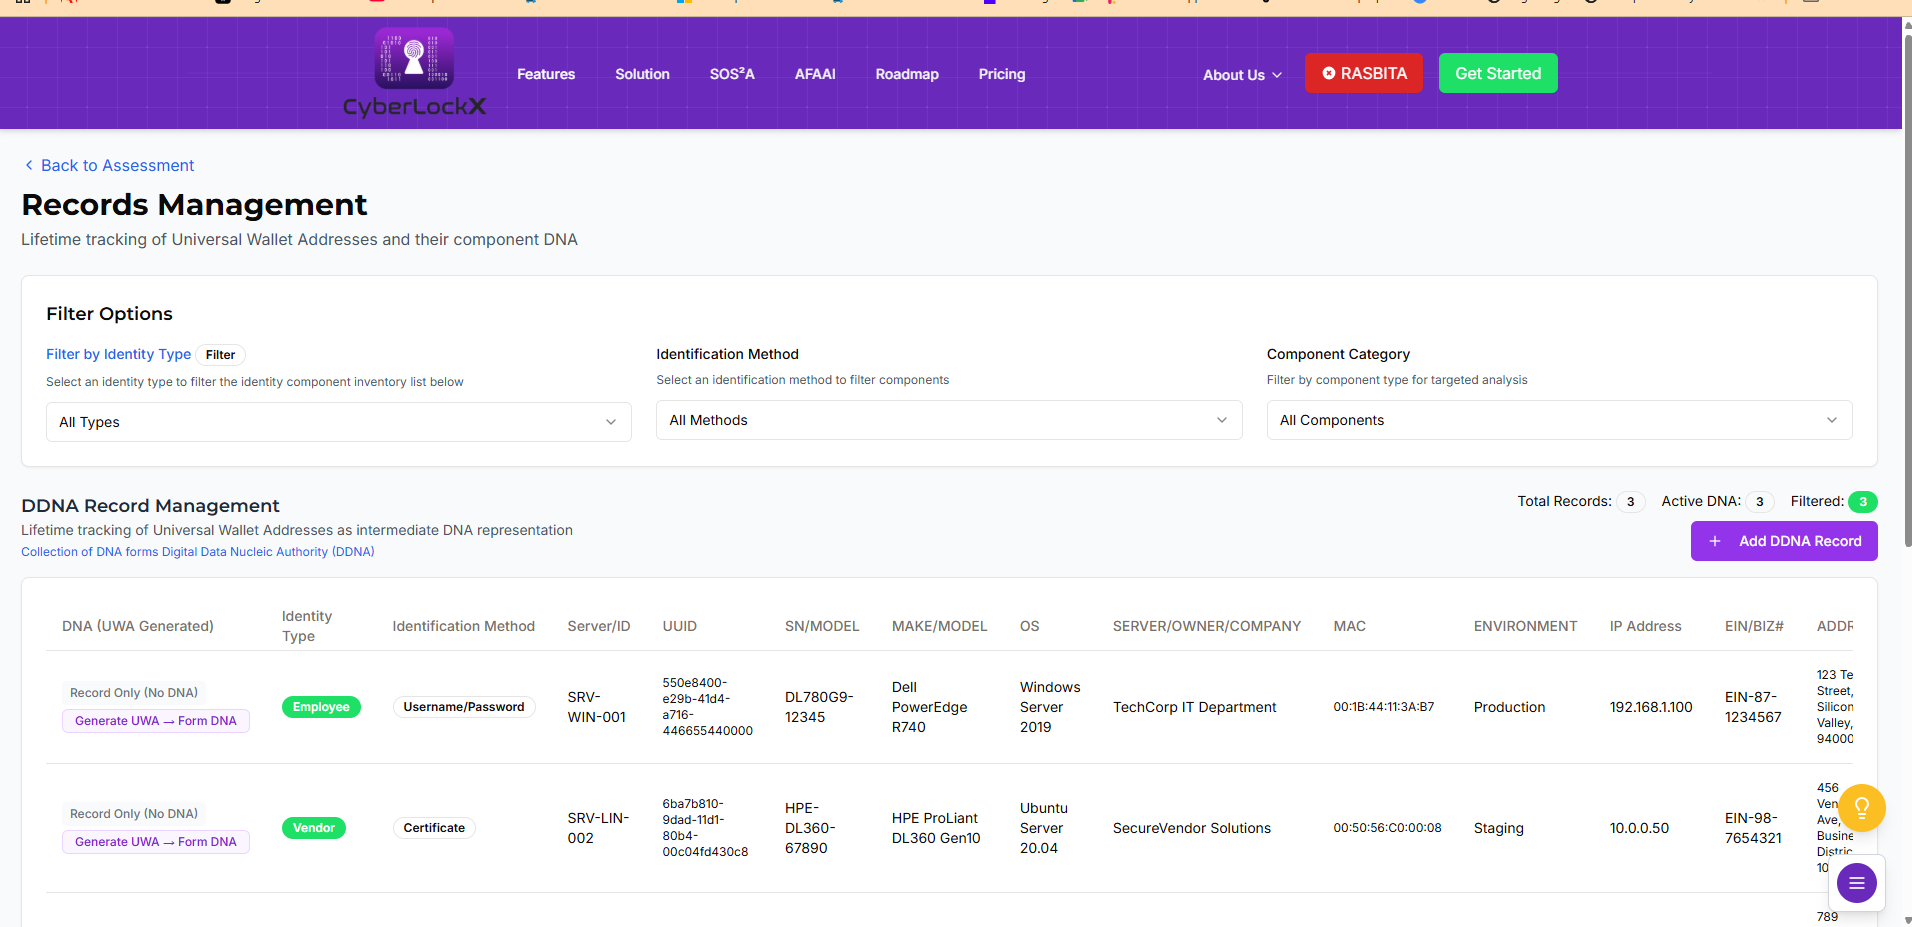 CyberLockX
Features
Solution
SOS²A
AFAAI
Roadmap
Pricing
About Us
RASBITA
Get Started
Back to Assessment
Records Management
Lifetime tracking of Universal Wallet Addresses and their component DNA
Filter Options
Filter by Identity Type Filter
Select an identity type to filter the identity component inventory list below
All Types
Identification Method
Select an identification method to filter components
All Methods
Component Category
Filter by component type for targeted analysis
All Components
DDNA Record Management
Lifetime tracking of Universal Wallet Addresses as intermediate DNA representation
Collection of DNA forms Digital Data Nucleic Authority (DDNA)
Total Records: 3 Active DNA: 3 Filtered: 3
+ Add DDNA Record
DNA (UWA Generated)
Identity
Type
Identification Method
Server/ID
UUID
SN/MODEL
MAKE/MODEL
OS
SERVER/OWNER/COMPANY
MAC
ENVIRONMENT
IP Address
EIN/BIZ#
ADDR
Record Only (No DNA)
Generate UWA → Form DNA
Employee
Username/Password
SRV-
WIN-001
550e8400-
e29b-41d4-
a716-
446655440000
DL780G9-
12345
Dell
PowerEdge
R740
Windows
Server
2019
TechCorp IT Department
00:1B:44:11:3A:B7
Production
192.168.1.100
EIN-87-
1234567
123 Te
Street,
Silicon
Valley,
94000
Record Only (No DNA)
Generate UWA → Form DNA
Vendor
Certificate
SRV-LIN-
002
6ba7b810-
9dad-11d1-
80b4-
00c04fd430c8
HPE-
DL360-
67890
HPE ProLiant
DL360 Gen10
Ubuntu
Server
20.04
SecureVendor Solutions
00:50:56:C0:00:08
Staging
10.0.0.50
EIN-98-
7654321
456
Ven
Ave,
Busine
Distric
10
789